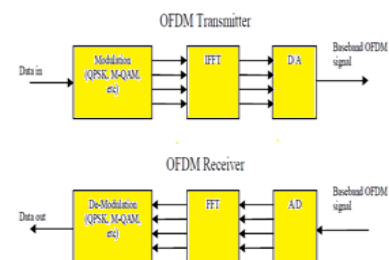 OFDM Transmitter
Data in
Modulation
(QPSK, M-QAM,
etc)
IFFT
D/A
Baseband OFDM
signal
OFDM Receiver
Data out
De-Modulation
(QPSK, M-QAM,
etc)
FFT
A/D
Baseband OFDM
signal